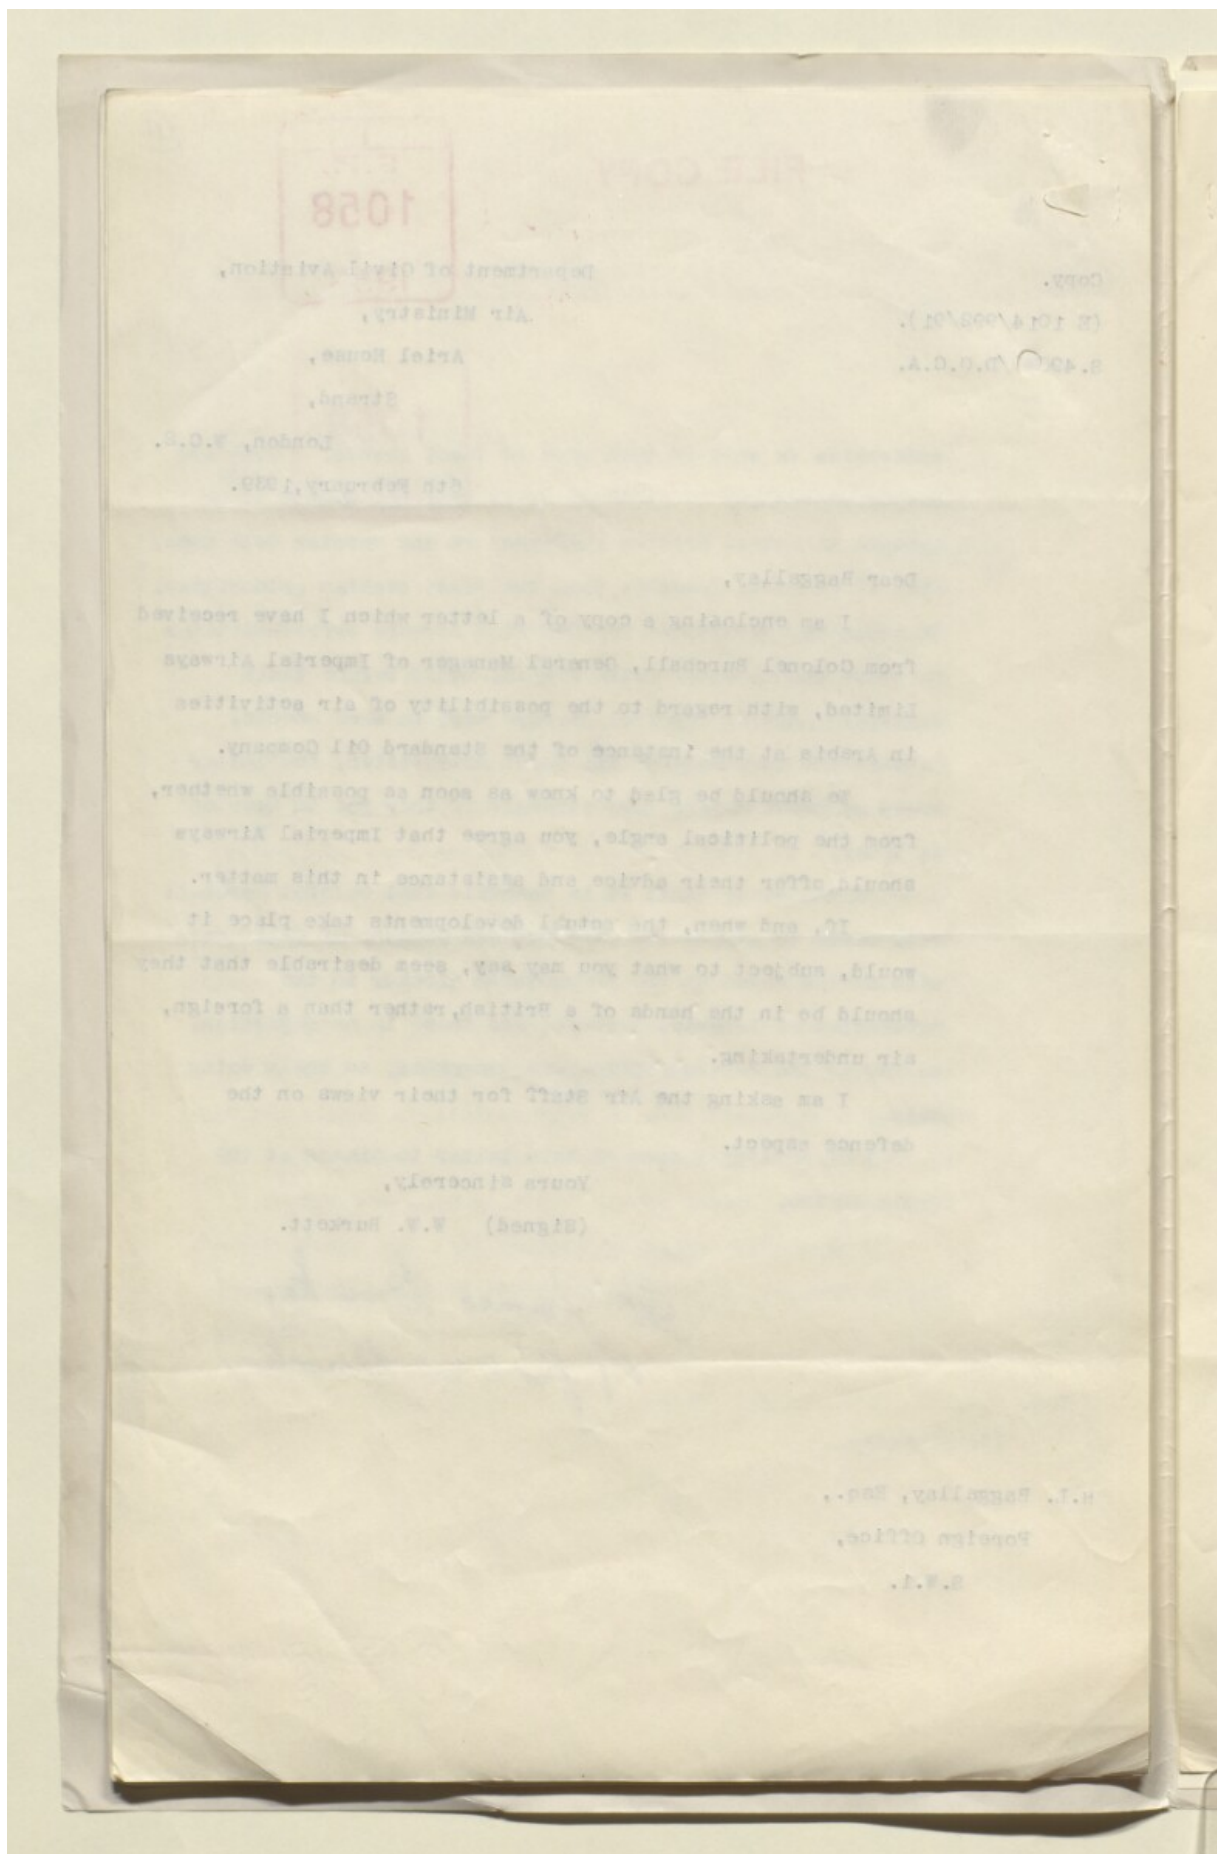 FILE COPY
1058
Copy.
(E 1014/992/91).
Department of Civil Aviation,
Air Ministry,
Ariel House,
Strand,
London, W.C.2.
6th February,1939.
Dear Baggallay,
I am enclosing a copy of a letter which I have received
from Colonel Burchall, General Manager of Imperial Airways
Limited, with regard to the possibility of air activities
in Arabia at the instance of the Standard Oil Company.
We should be glad to know as soon as possible whether,
from the political angle, you agree that Imperial Airways
should offer their advice and assistance in this matter.
If, and when, the actual developments take place it
would, subject to what you may say, seem desirable that they
should be in the hands of a British,rather than a foreign,
air undertaking.
I am asking the Air Staff for their views on the
defence aspect.
Yours sincerely,
(Signed) W.W. Burkett.
H.L. Baggallay, Esq.,
Foreign Office,
S.W.1.